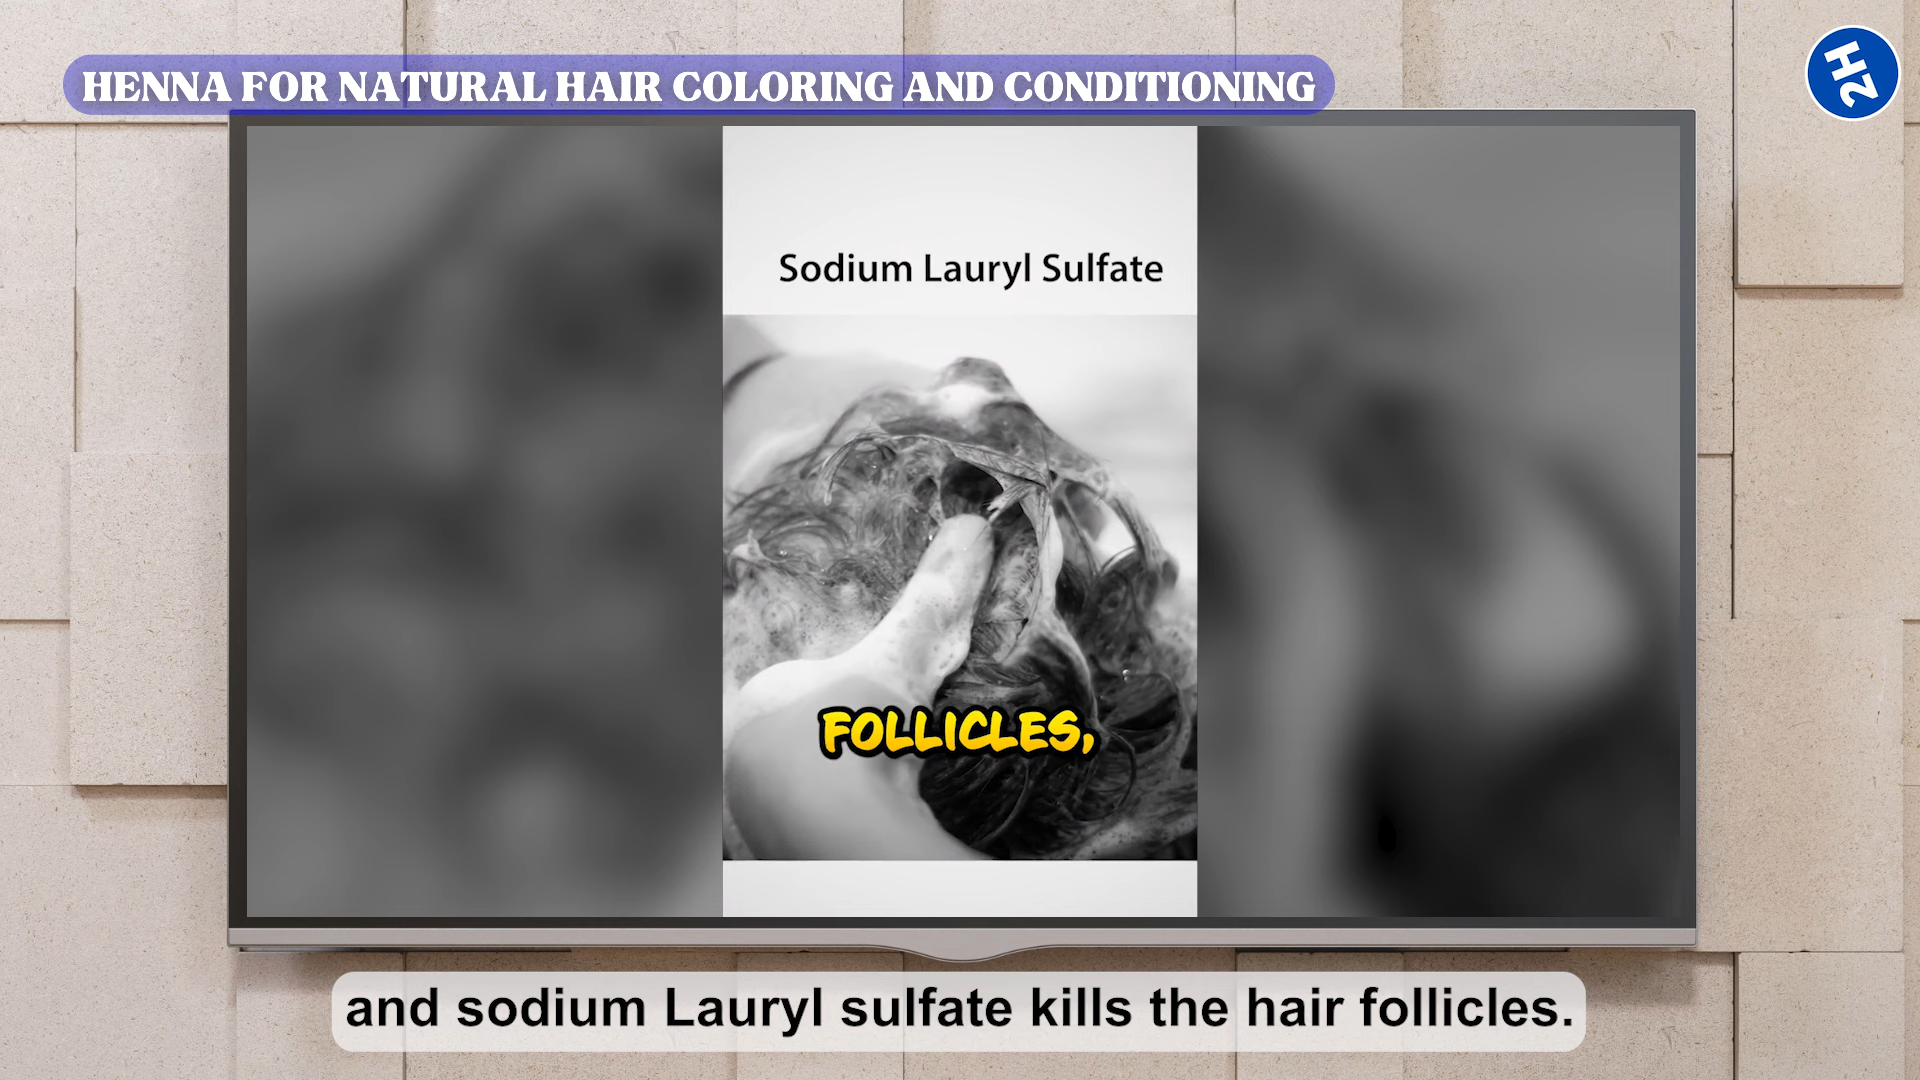 HENNA FOR NATURAL HAIR COLORING AND CONDITIONING
HZ
Sodium Lauryl Sulfate
FOLLICLES,
and sodium Lauryl sulfate kills the hair follicles.